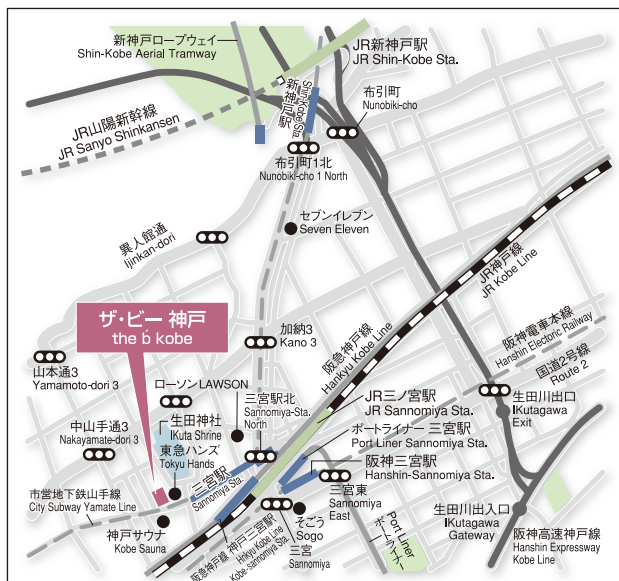 新神戸ロープウェイ
Shin-Kobe Aerial Tramway
JR新神戸駅
JR Shin-Kobe Sta.
新神戸駅
Shin-Kobe Sta.
布引町
Nunobiki-cho
JR山陽新幹線
JR Sanyo Shinkansen
布引町1北
Nunobiki-cho 1 North
セブンイレブン
Seven Eleven
異人館通
Ijinkan-dori
JR神戸線
JR Kobe Line
ザ・ビー 神戸
the b kobe
加納3
Kano 3
阪急神戸線
Hankyu Kobe Line
阪神電車本線
Hanshin Electoric Railway
国道2号線
Route 2
山本通3
Yamamoto-dori 3
ローソンLAWSON
三宮駅北
Sannomiya-Sta.
North
JR三ノ宮駅
JR Sannomiya Sta.
生田川出口
IKutagawa
Exit
中山手通3
Nakayamate-dori 3
生田神社
IKuta Shrine
東急ハンズ
Tokyu Hands
ポートライナー 三宮駅
Port Liner Sannomiya Sta.
阪神三宮駅
Hanshin-Sannomiya Sta.
三宮駅
Sannomiya Sta.
市営地下鉄山手線
City Subway Yamate Line
三宮東
Sannomiya
East
神戸サウナ
Kobe Sauna
そごう
Sogo
三宮
Sannomiya
阪急神戸線 神戸三宮駅
Hnkyu Kobe Line
Kobe-sannomiya Sta.
Port Liner
ポートライナー
生田川出入口
IKutagawa
Gateway
阪神高速神戸線
Hanshin Expressway
Kobe Line